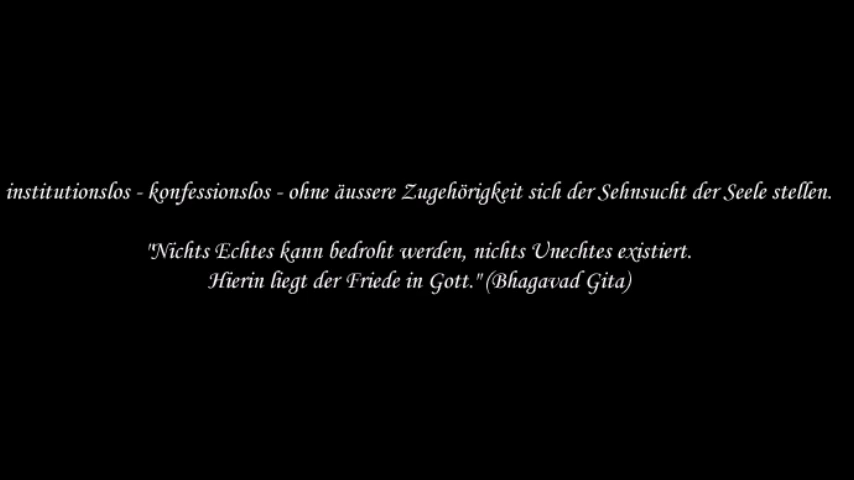 institutionslos - konfessionslos - ohne äussere Zugehörigkeit sich der Sehnsucht der Seele stellen.
"Nichts Echtes kann bedroht werden, nichts Unechtes existiert.
Hierin liegt der Friede in Gott." (Bhagavad Gita)